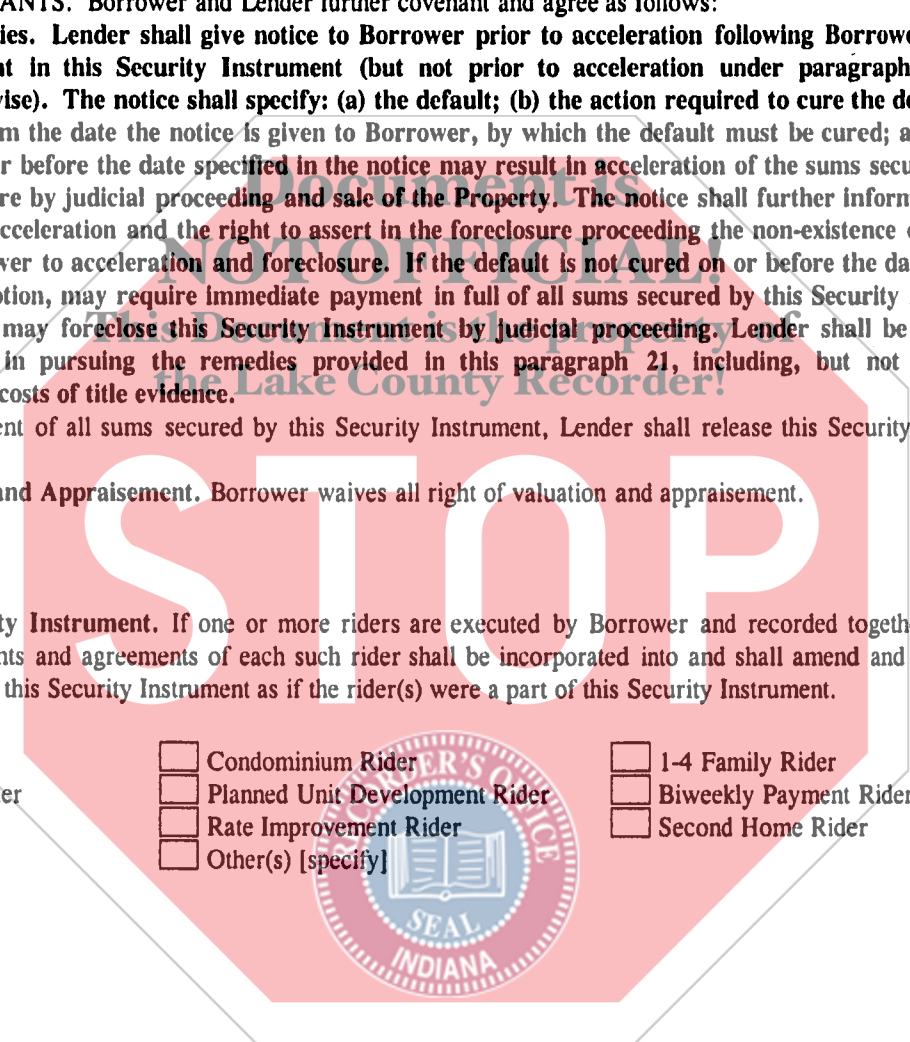 ANTS. Borrower and Lender further covenant and agree as follows:
ies. Lender shall give notice to Borrower prior to acceleration following Borrowe
nt in this Security Instrument (but not prior to acceleration under paragraph
vise). The notice shall specify: (a) the default; (b) the action required to cure the de
m the date the notice is given to Borrower, by which the default must be cured; a
r before the date specified in the notice may result in acceleration of the sums secu
Document is
re by judicial proceeding and sale of the Property. The notice shall further inform
cceleration and the right to assert in the foreclosure proceeding the non-existence
NOT OFFICIAL!
ver to acceleration and foreclosure. If the default is not cured on or before the da
otion, may require immediate payment in full of all sums secured by this Security
This Document is the property of
may foreclose this Security Instrument by judicial proceeding. Lender shall be
in pursuing the remedies provided in this paragraph 21, including, but not
the Lake County Recorder!
costs of title evidence.
ent of all sums secured by this Security Instrument, Lender shall release this Security
STOP
and Appraisement. Borrower waives all right of valuation and appraisement.
ty Instrument. If one or more riders are executed by Borrower and recorded togeth
nts and agreements of each such rider shall be incorporated into and shall amend and
this Security Instrument as if the rider(s) were a part of this Security Instrument.
Condominium Rider 1-4 Family Rider
er Planned Unit Development Rider Biweekly Payment Rider
Rate Improvement Rider Second Home Rider
Other(s) [specify]
RECORDER'S OFFICE
SEAL
INDIANA